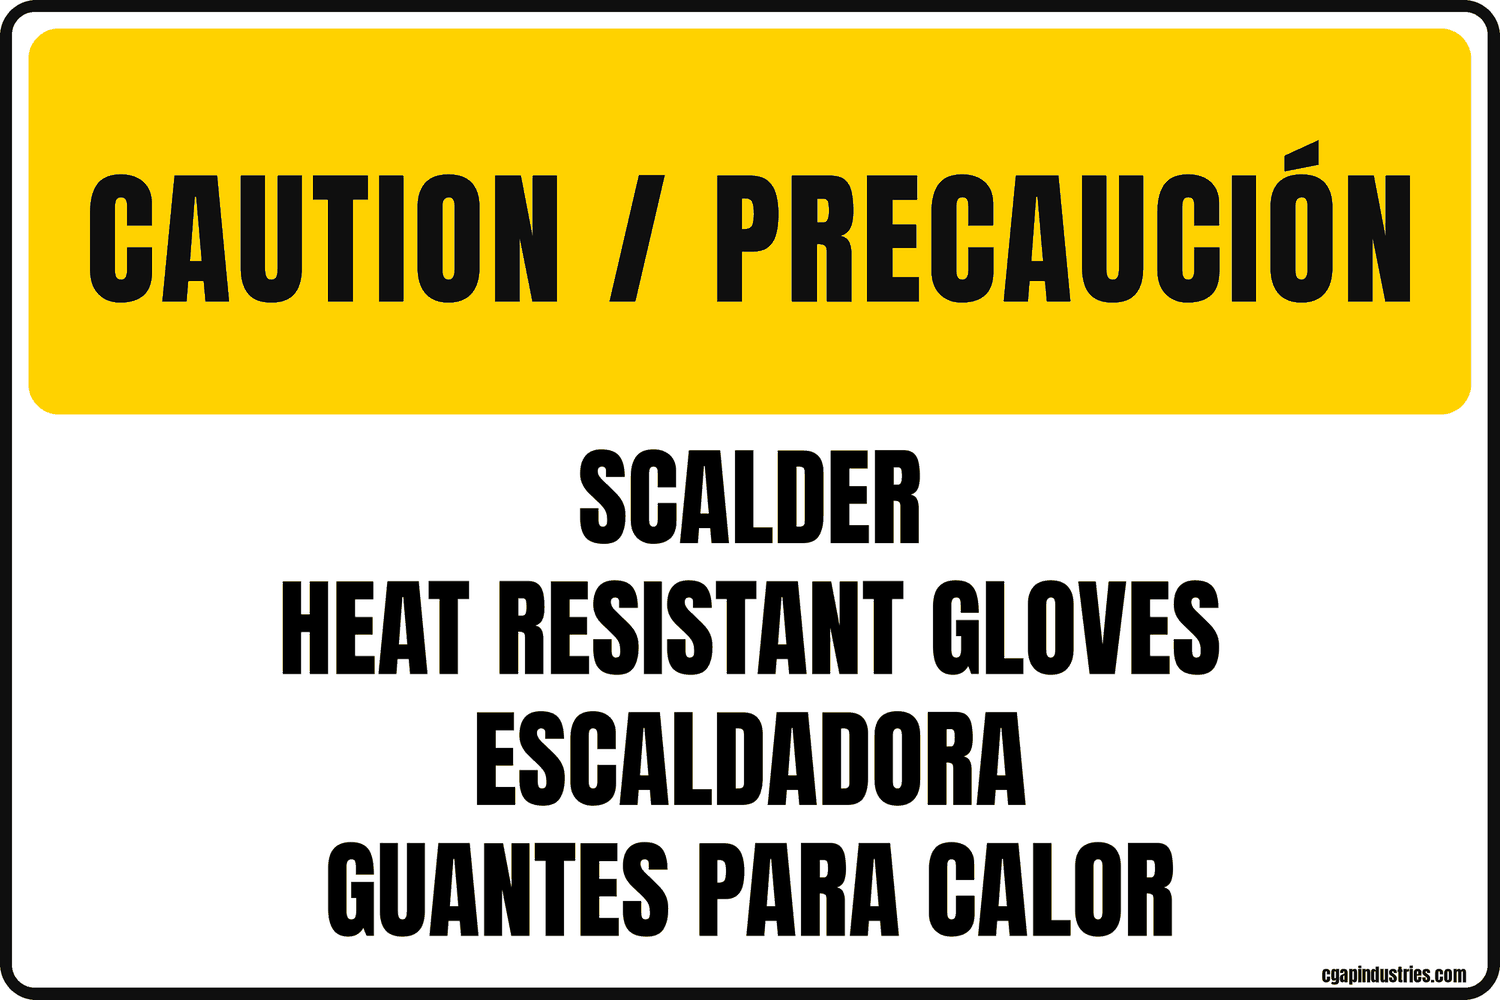 CAUTION / PRECAUCIÓN
SCALDER
HEAT RESISTANT GLOVES
ESCALDADORA
GUANTES PARA CALOR
cgapindustries.com